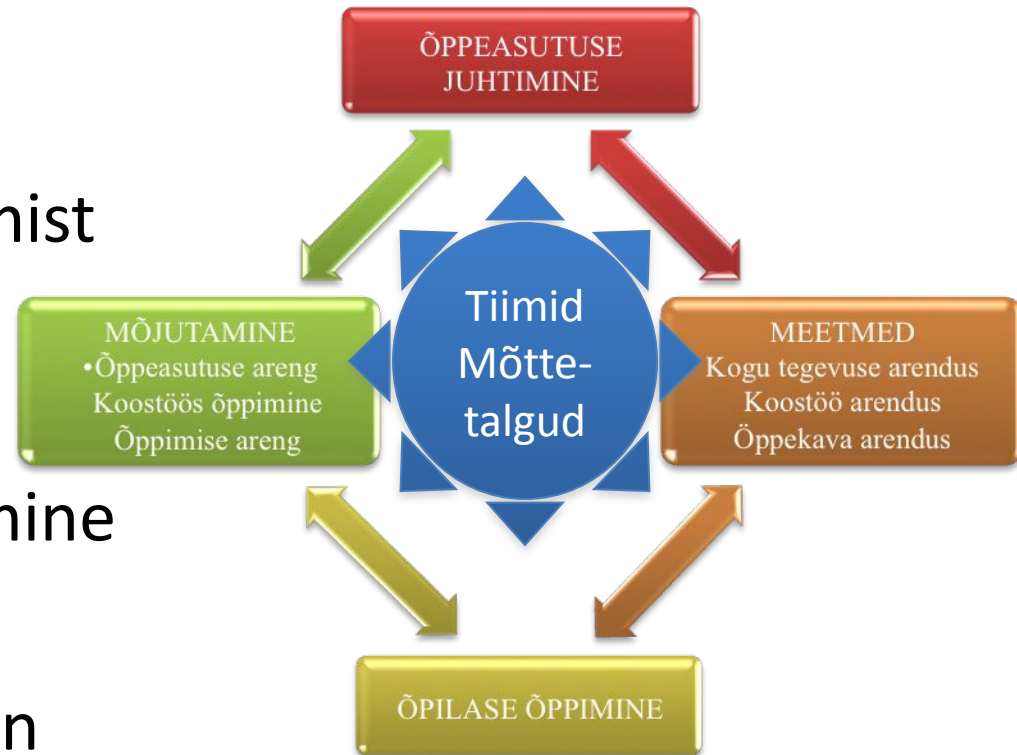 ÕPPEASUTUSE
JUHTIMINE
nist
MÕJUTAMINE
•Õppeasutuse areng
Koostöös õppimine
Õppimise areng
Tiimid
Mõtte-
talgud
MEETMED
Kogu tegevuse arendus
Koostöö arendus
Öppekava arendus
nine
ÕPILASE ÕPPIMINE
n